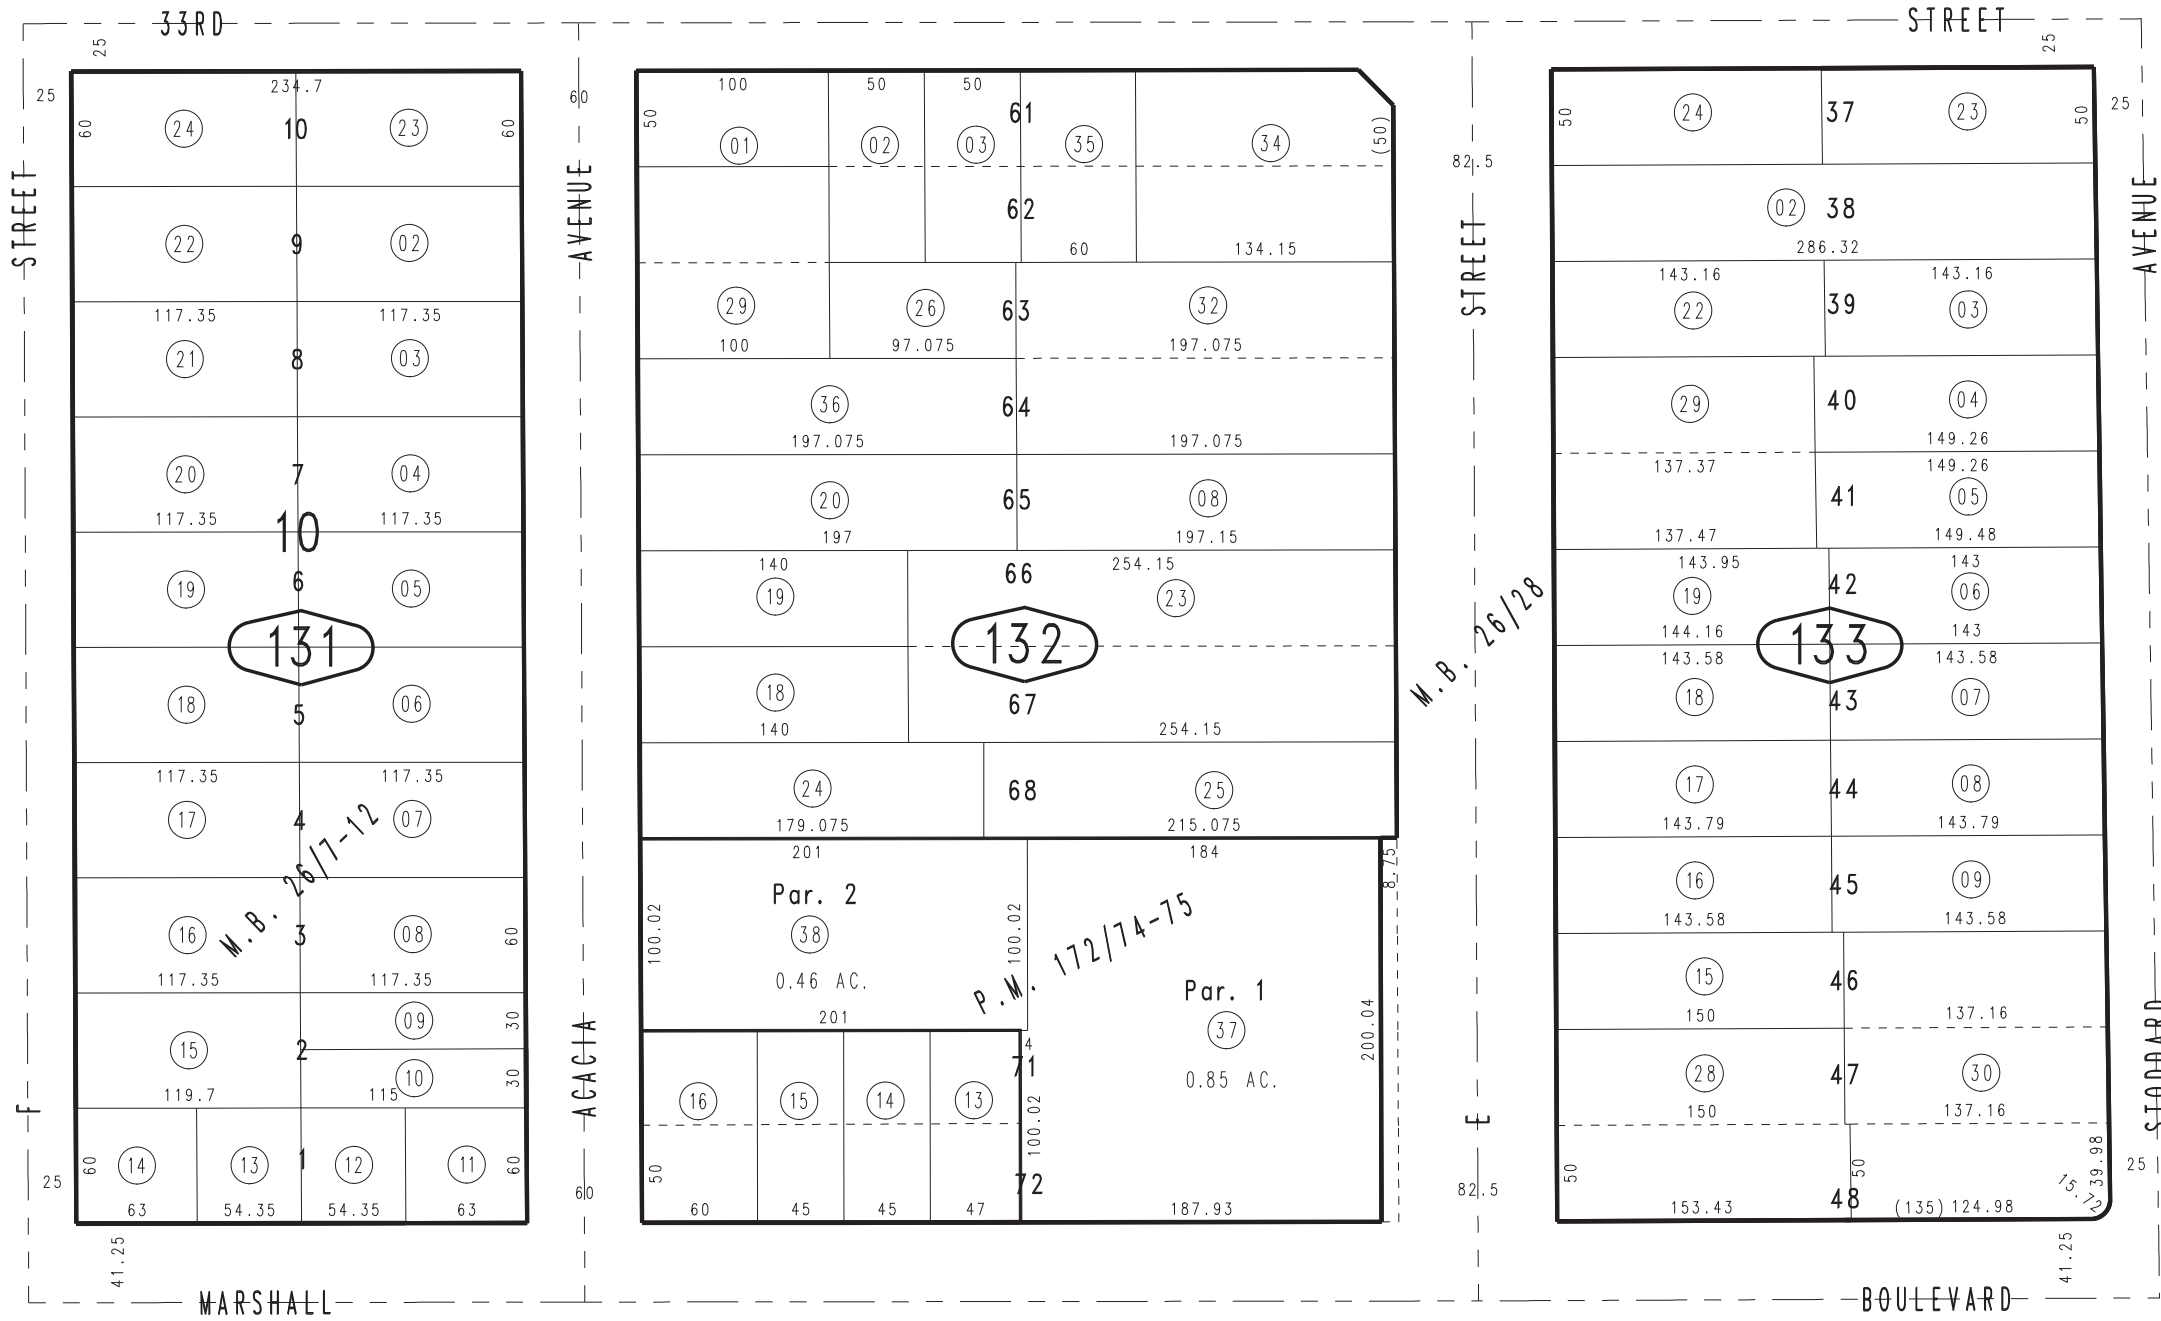 33RD STREET
25 25
234.7
25 60 24 10 23 60
22 9 02
117.35 117.35
21 8 03
20 7 04
117.35 117.35
10
19 6 05
131
18 5 06
117.35 117.35
17 4 07
M.B. 26/7-12
16 3 08 60
117.35 117.35
09 30
15 2
10 30
119.7 115
60 14 13 1 12 11 60
25
63 54.35 54.35 63
41.25
STREET
F
60
AVENUE
ACACIA
60
100 50 50
50 61 (50)
01 02 03 35 34
62
60 134.15
29 26 63 32
100 97.075 197.075
36 64
197.075 197.075
20 65 08
197 197.15
140 254.15
19 66 23
132
18 67
140 254.15
24 68 25
179.075 215.075
201 184 8.75
Par. 2
100.02 38 100.02
0.46 AC.
P.M. 172/74-75
Par. 1
201 37 200.04
0.85 AC.
4
71
16 15 14 13 100.02
50 72
60 45 45 47 187.93
82.5
STREET
M.B. 26/28
E
82.5
50 24 37 23 50 25
02 38
286.32
143.16 143.16
22 39 03
29 40 04
149.26
137.37 149.26
41 05
137.47 149.48
143.95 143
19 42 06
144.16 143
133
143.58 143.58
18 43 07
17 44 08
143.79 143.79
16 45 09
143.58 143.58
15 46
150 137.16
28 47 30
150 137.16
50 50 39.98 25
15.72
48
153.43 (135) 124.98
41.25
AVENUE
STODDARD
MARSHALL BOULEVARD